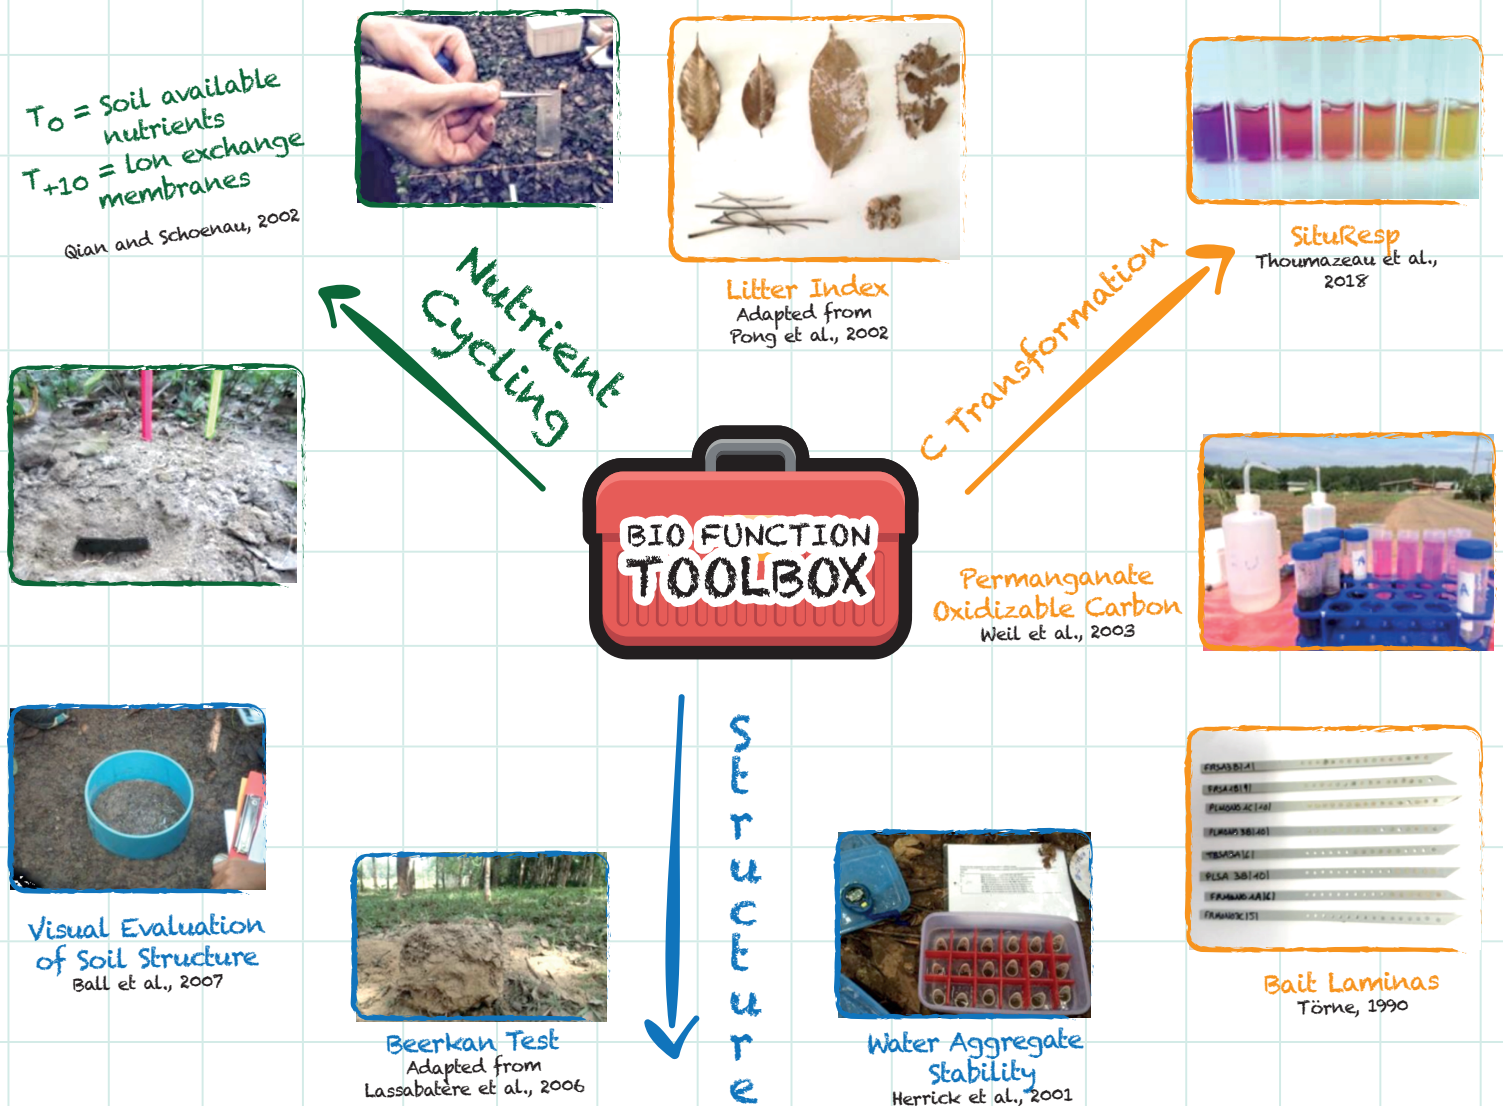 T0 = Soil available
nutrients
T+10 = Ion exchange
membranes
Qian and Schoenau, 2002
Nutrient
Cycling
Litter Index
Adapted from
Pong et al., 2002
C Transformation
SituResp
Thoumazeau et al.,
2018
BIO FUNCTION
TOOLBOX
Permanganate
Oxidizable Carbon
Weil et al., 2003
Structure
Visual Evaluation
of Soil Structure
Ball et al., 2007
Beerkan Test
Adapted from
Lassabatère et al., 2006
Water Aggregate
Stability
Herrick et al., 2001
PLSA 3B(10)
Bait Laminas
Törne, 1990